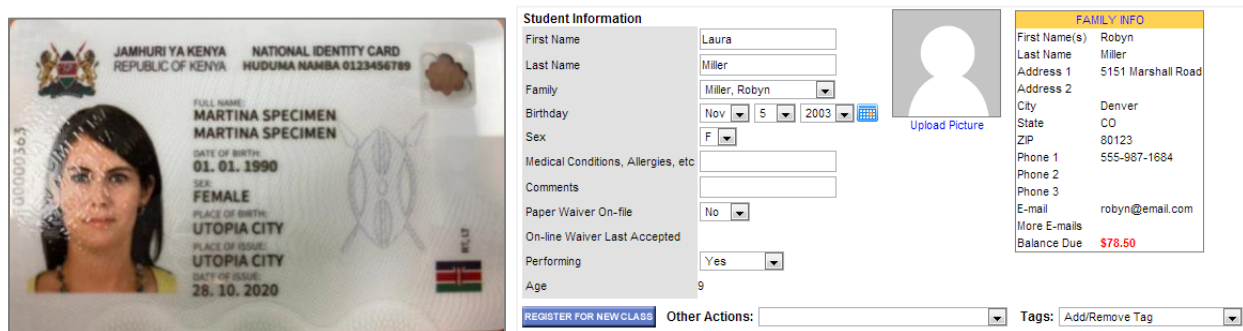 JAMHURI YA KENYA NATIONAL IDENTITY CARD
REPUBLIC OF KENYA HUDUMA NAMBA 0123456789
FULL NAME:
MARTINA SPECIMEN
MARTINA SPECIMEN
DATE OF BIRTH:
01. 01. 1990
SEX:
FEMALE
PLACE OF BIRTH:
UTOPIA CITY
PLACE OF ISSUE:
UTOPIA CITY
DATE OF ISSUE:
28. 10. 2020
100000363
RT, LT
Student Information
First Name Laura
Last Name Miller
Family Miller, Robyn
Birthday Nov 5 2003
Sex F
Medical Conditions, Allergies, etc
Comments
Paper Waiver On-file No
On-line Waiver Last Accepted
Performing Yes
Age 9
Upload Picture
FAMILY INFO
First Name(s) Robyn
Last Name Miller
Address 1 5151 Marshall Road
Address 2
City Denver
State CO
ZIP 80123
Phone 1 555-987-1684
Phone 2
Phone 3
E-mail robyn@email.com
More E-mails
Balance Due $78.50
REGISTER FOR NEW CLASS Other Actions: Tags: Add/Remove Tag